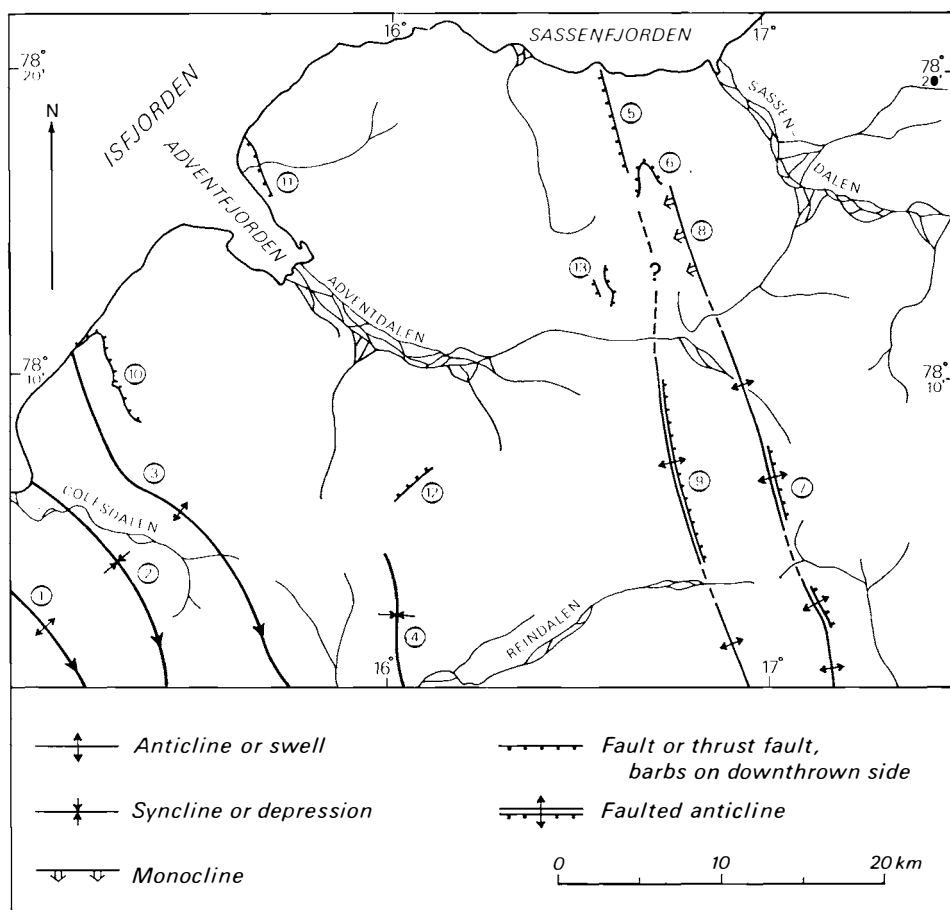 16°
SASSENFJORDEN
17°
78°
20'
78°
20'
N
ISFJORDEN
ADVENTFJORDEN
SASSEN-
DALEN
5
6
11
8
13
?
ADVENTDALEN
78°
10'
78°
10'
10
3
12
9
7
COLESDALEN
2
1
4
REINDALEN
16°
17°
Anticline or swell
Fault or thrust fault,
barbs on downthrown side
Syncline or depression
Faulted anticline
Monocline
0 10 20 km